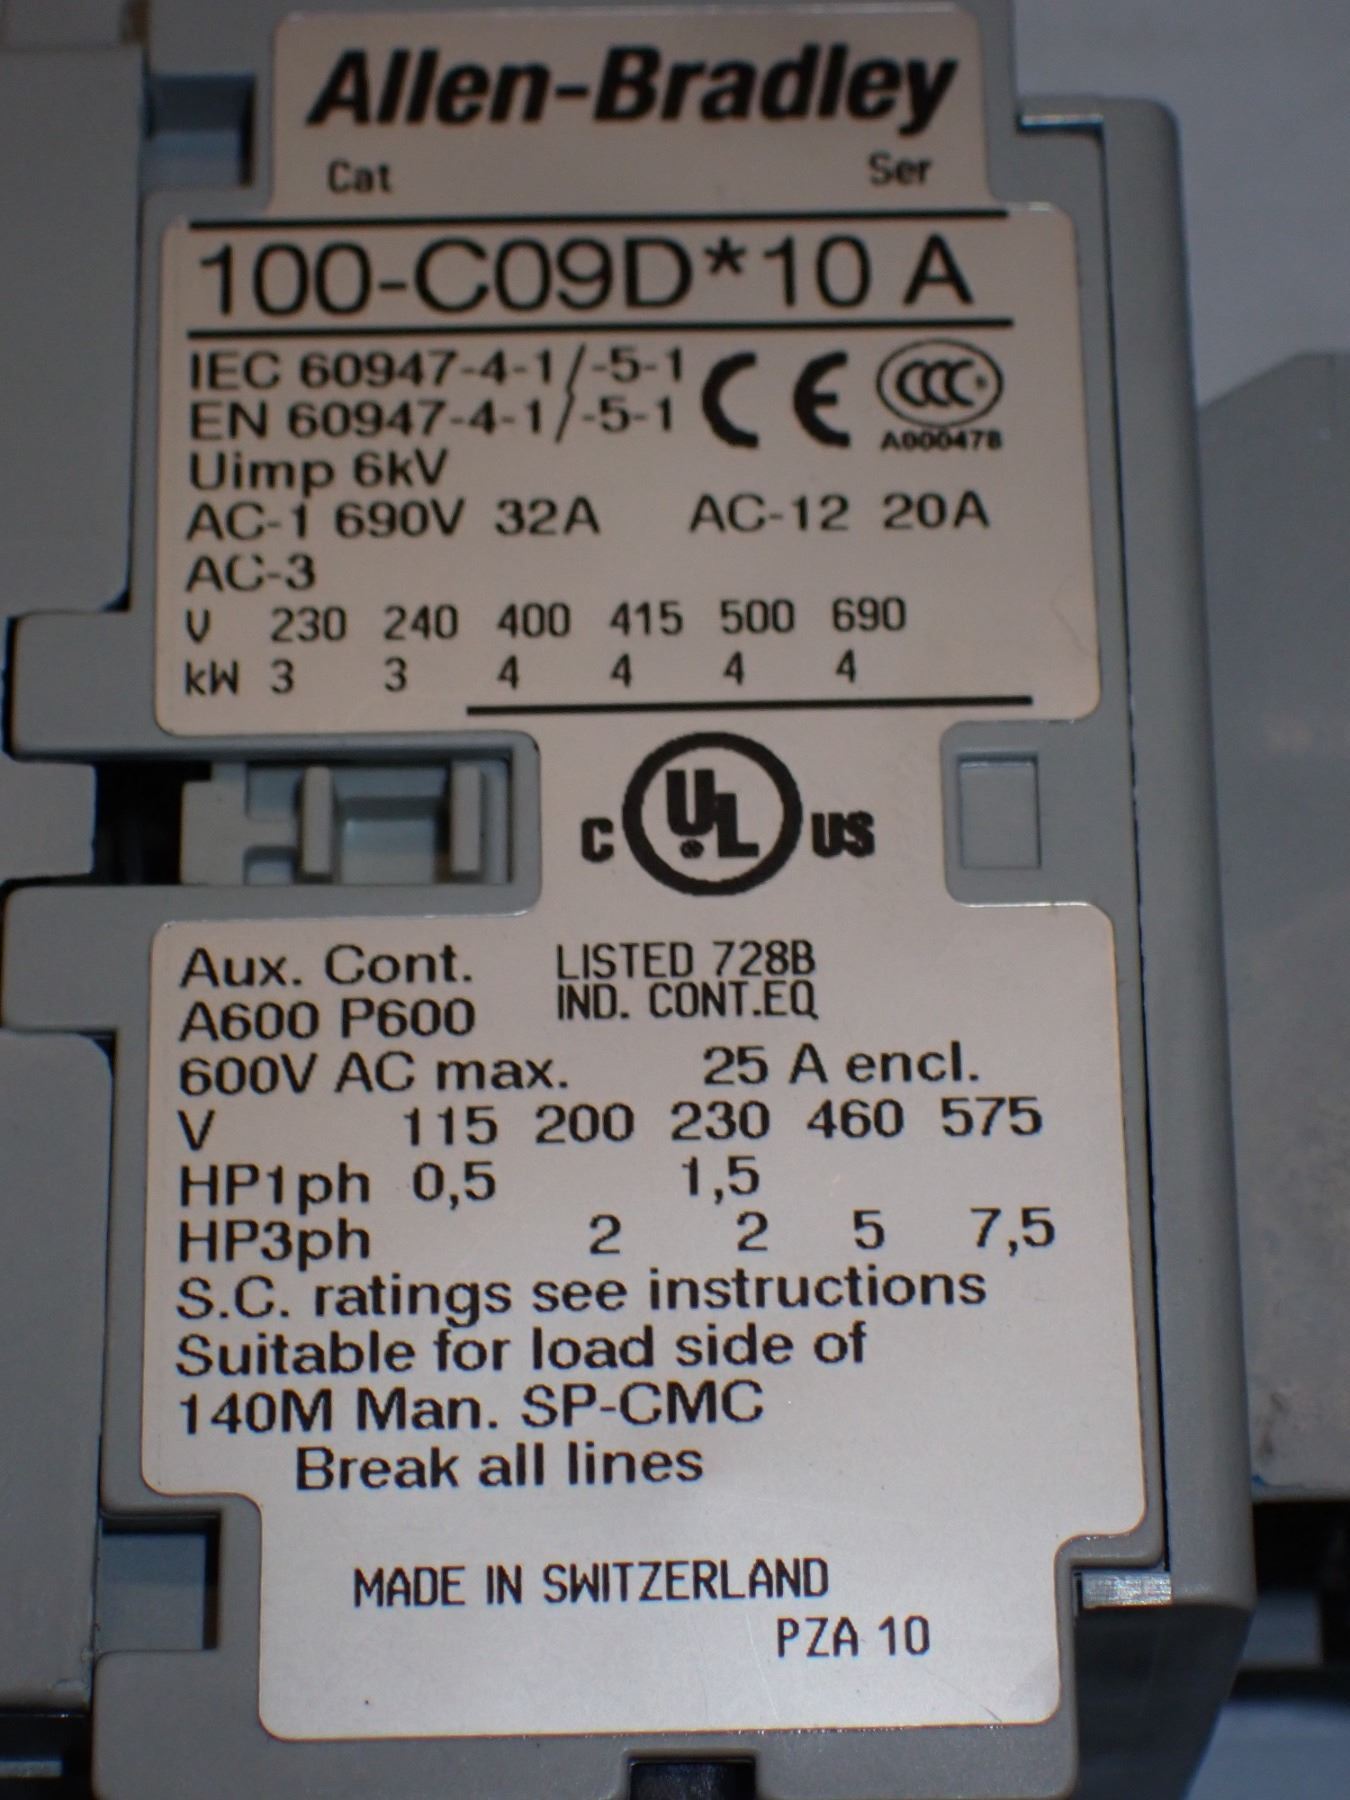 Allen-Bradley
Cat Ser
100-C09D*10 A
IEC 60947-4-1/-5-1
EN 60947-4-1/-5-1
CE
CCC
A000478
Uimp 6kV
AC-1 690V 32A AC-12 20A
AC-3
V 230 240 400 415 500 690
kW 3 3 4 4 4 4
C UL ® US
Aux. Cont. LISTED 728B
A600 P600 IND. CONT.EQ
600V AC max. 25 A encl.
V 115 200 230 460 575
HP1ph 0,5 1,5
HP3ph 2 2 5 7,5
S.C. ratings see instructions
Suitable for load side of
140M Man. SP-CMC
Break all lines
MADE IN SWITZERLAND
PZA 10